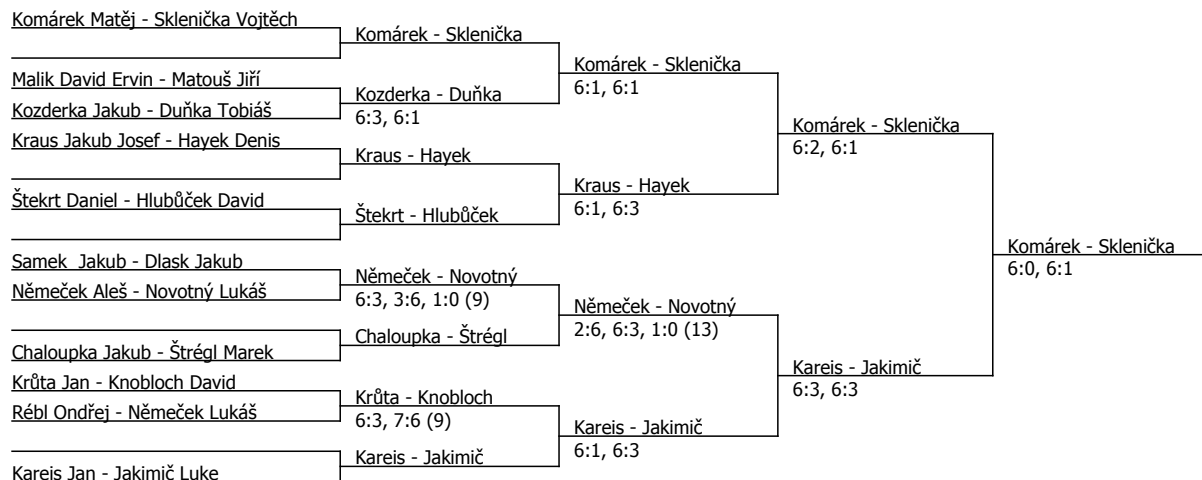 Komárek Matěj - Sklenička Vojtěch
Malik David Ervin - Matouš Jiří
Kozderka Jakub - Duňka Tobiáš
Kraus Jakub Josef - Hayek Denis
Štekrt Daniel - Hlubůček David
Samek  Jakub - Dlask Jakub
Němeček Aleš - Novotný Lukáš
Chaloupka Jakub - Štrégl Marek
Krůta Jan - Knobloch David
Rébl Ondřej - Němeček Lukáš
Kareis Jan - Jakimič Luke
Komárek - Sklenička
Kozderka - Duňka
6:3, 6:1
Kraus - Hayek
Štekrt - Hlubůček
Němeček - Novotný
6:3, 3:6, 1:0 (9)
Chaloupka - Štrégl
Krůta - Knobloch
6:3, 7:6 (9)
Kareis - Jakimič
Komárek - Sklenička
6:1, 6:1
Kraus - Hayek
6:1, 6:3
Němeček - Novotný
2:6, 6:3, 1:0 (13)
Kareis - Jakimič
6:1, 6:3
Komárek - Sklenička
6:2, 6:1
Kareis - Jakimič
6:3, 6:3
Komárek - Sklenička
6:0, 6:1